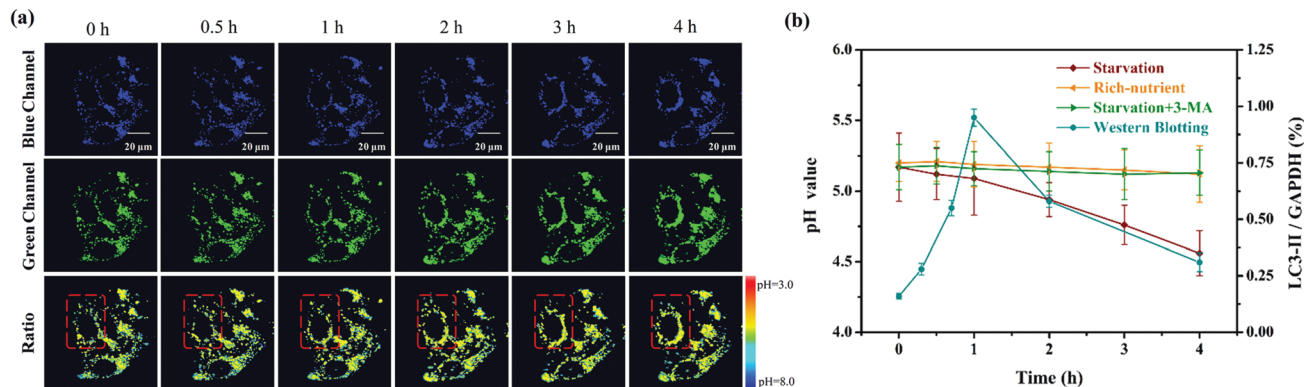 (a)
0 h 0.5 h 1 h 2 h 3 h 4 h
Blue Channel
20 µm 20 µm 20 µm 20 µm 20 µm 20 µm
Green Channel
Ratio
pH=3.0
pH=8.0
(b)
6.0
5.5
5.0
4.5
4.0
pH value
Starvation
Rich-nutrient
Starvation+3-MA
Western Blotting
1.25
1.00
0.75
0.50
0.25
0.00
LC3-II / GAPDH (%)
0 1 2 3 4
Time (h)